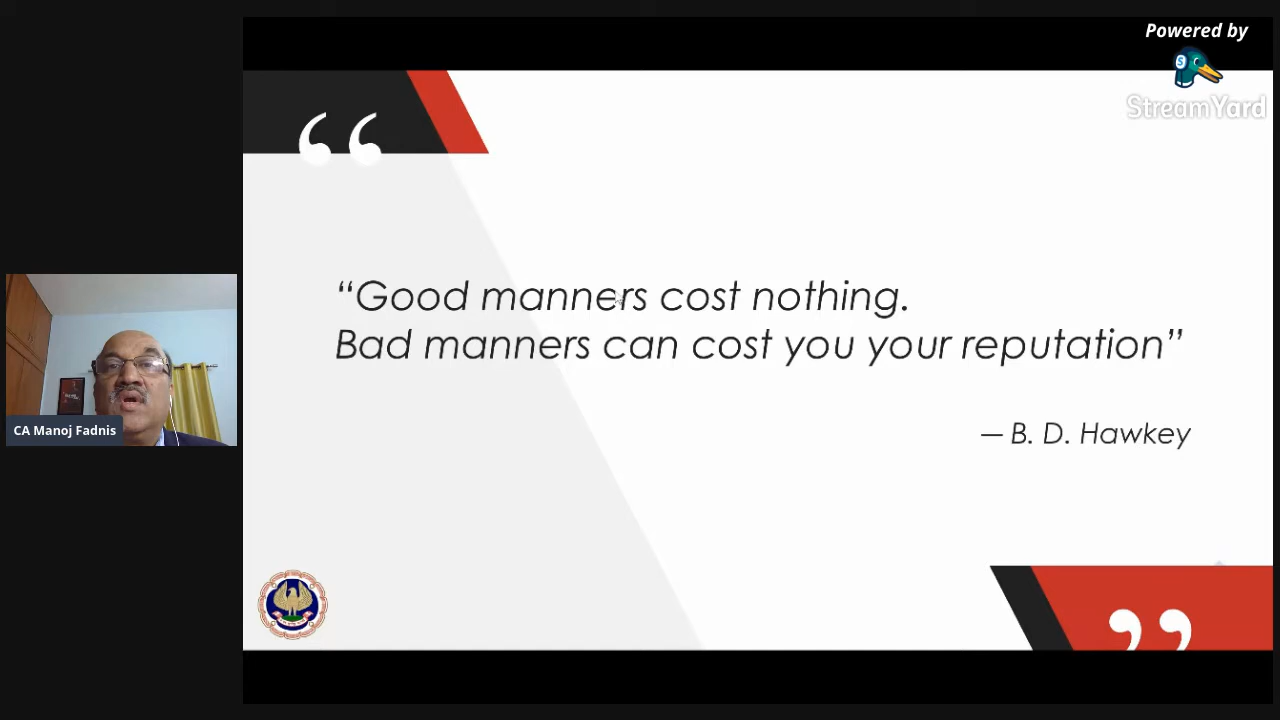 Powered by
StreamYard
“Good manners cost nothing.
Bad manners can cost you your reputation”
— B. D. Hawkey
CA Manoj Fadnis